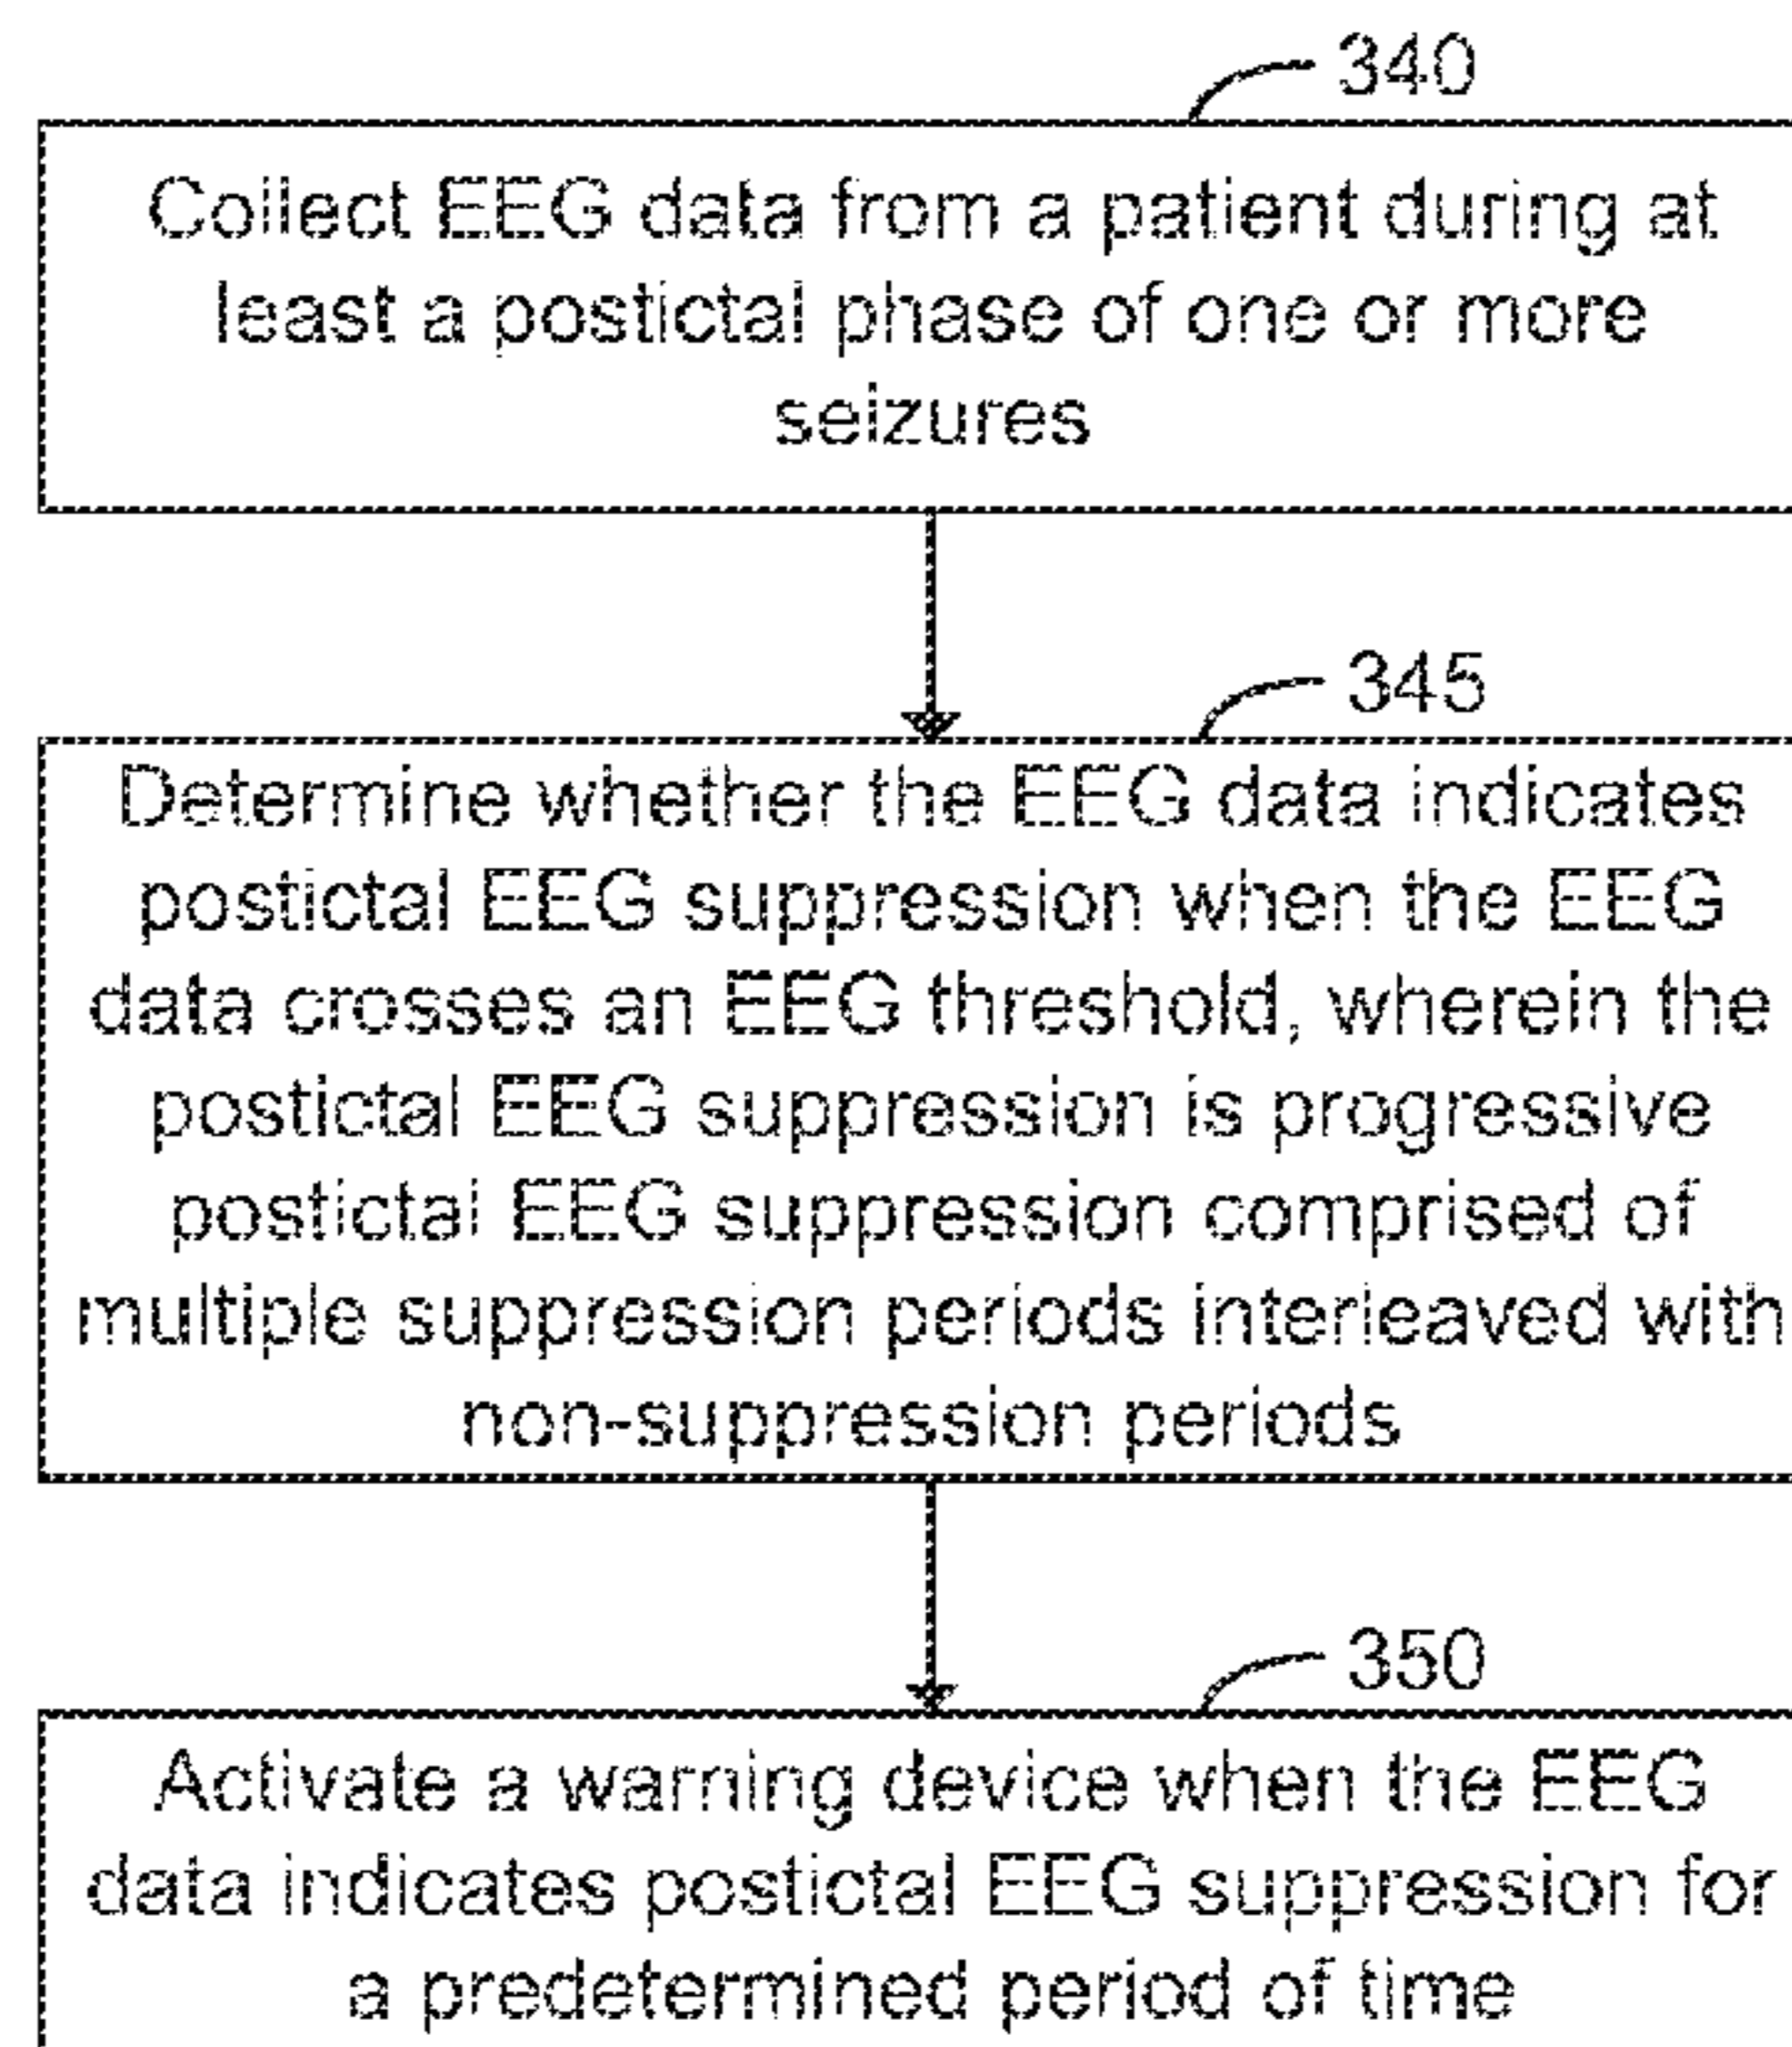 340
Collect EEG data from a patient during at
least a postictal phase of one or more
seizures
345
Determine whether the EEG data indicates
postictal EEG suppression when the EEG
data crosses an EEG threshold, wherein the
postictal EEG suppression is progressive
postictal EEG suppression comprised of
multiple suppression periods interleaved with
non-suppression periods
350
Activate a warning device when the EEG
data indicates postictal EEG suppression for
a predetermined period of time